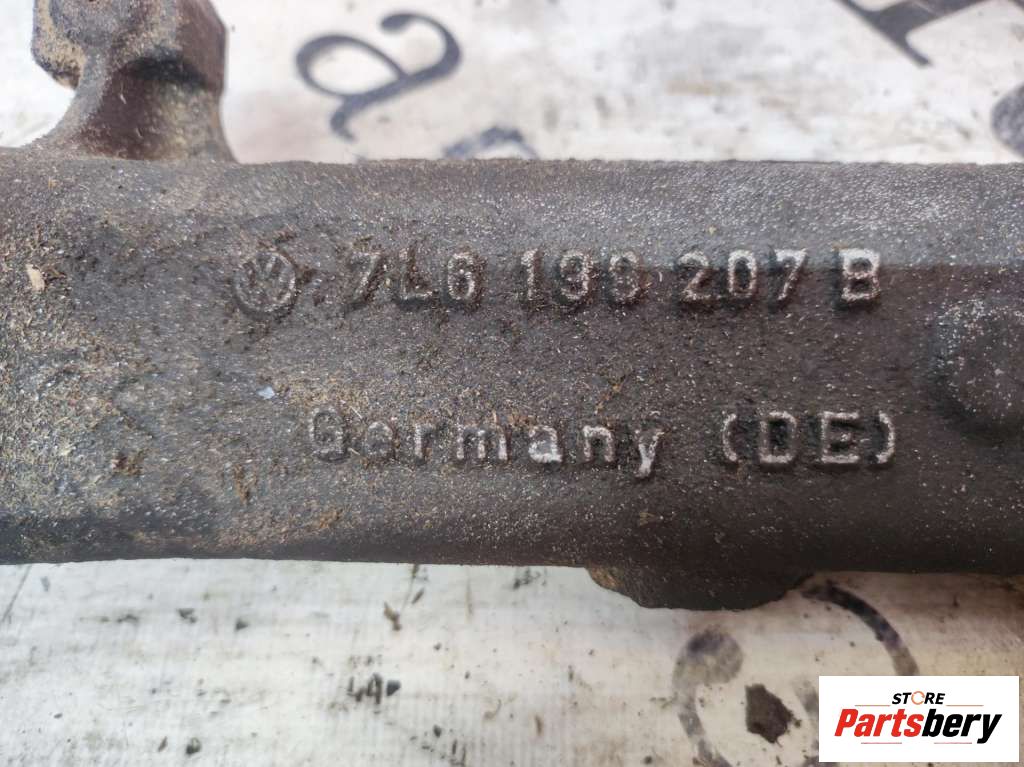 7L6 199 207 B
Germany (DE)
STORE
Partsbery